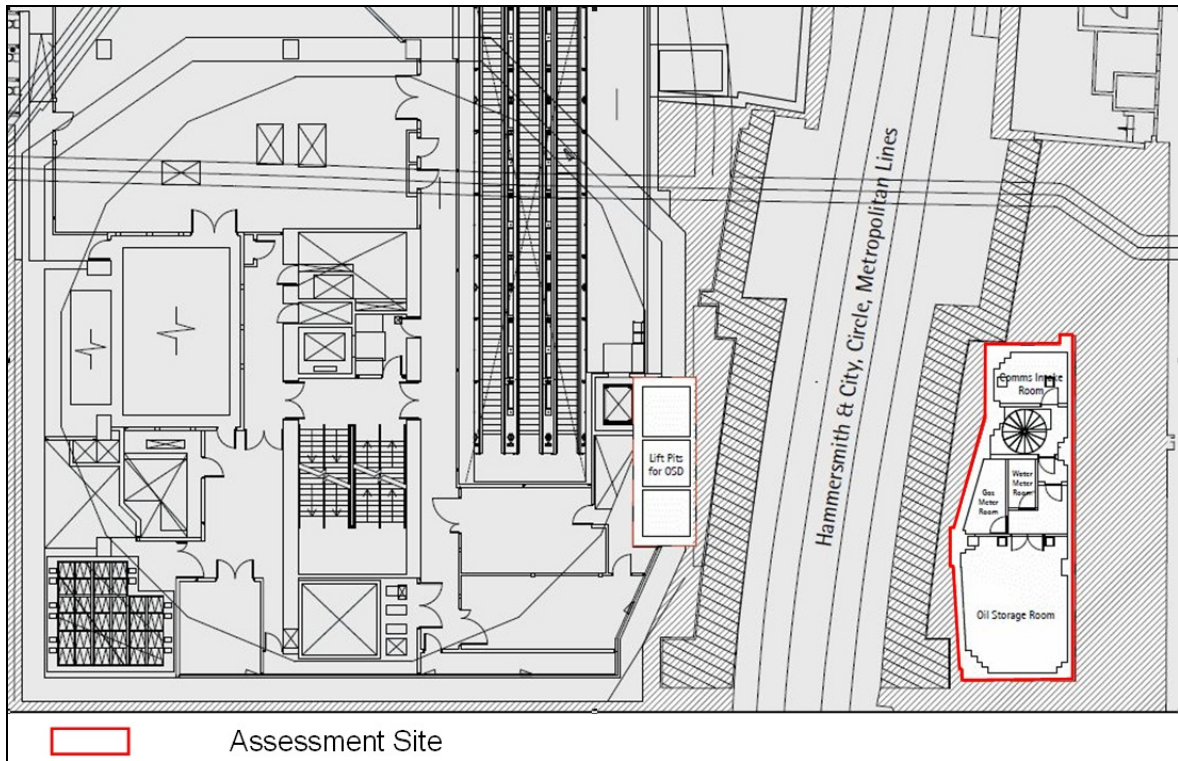 Hammersmith & City, Circle, Metropolitan Lines
Lift Pits
for OSD
Comms Intake
Room
Water
Meter
Room
Gas
Meter
Room
Oil Storage Room
Assessment Site